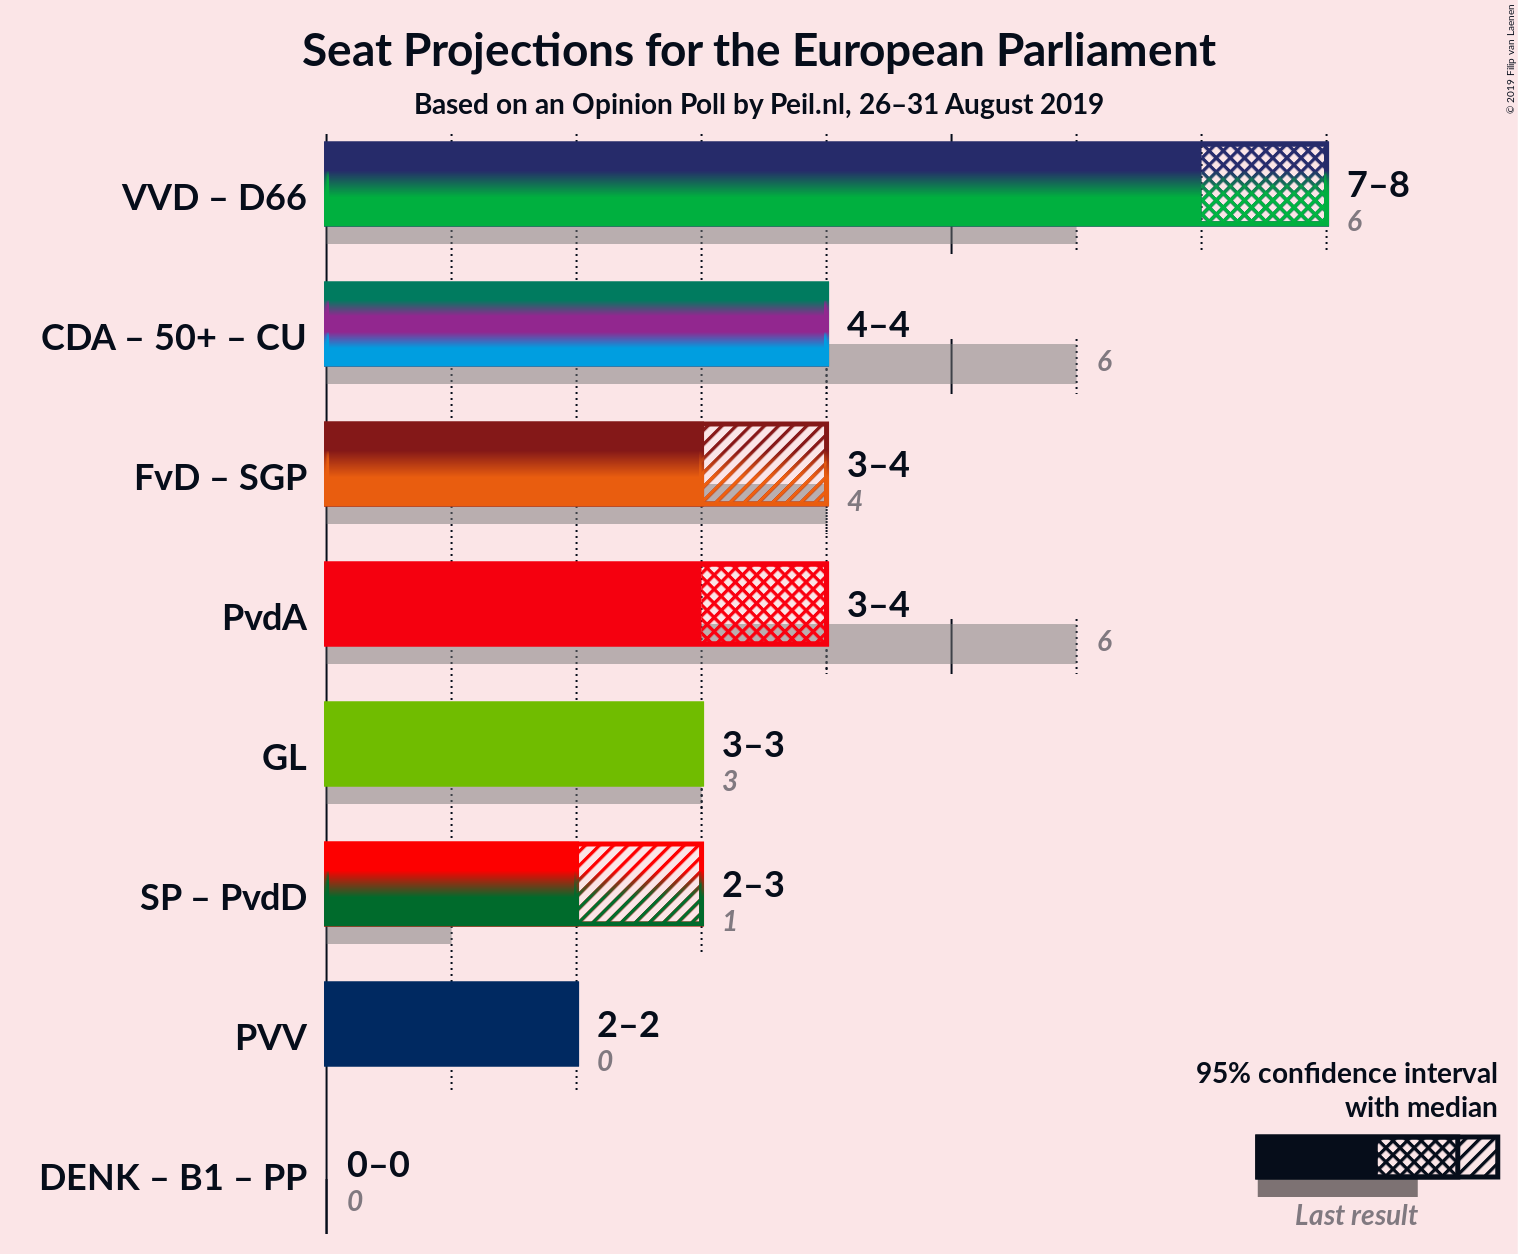 Seat Projections for the European Parliament
Based on an Opinion Poll by Peil.nl, 26–31 August 2019
© 2019 Filip van Laenen
VVD – D66
7–8
6
CDA – 50+ – CU
4–4
6
FvD – SGP
3–4
4
PvdA
3–4
6
GL
3–3
3
SP – PvdD
2–3
1
PVV
2–2
0
DENK – B1 – PP
0–0
0
95% confidence interval
with median
Last result